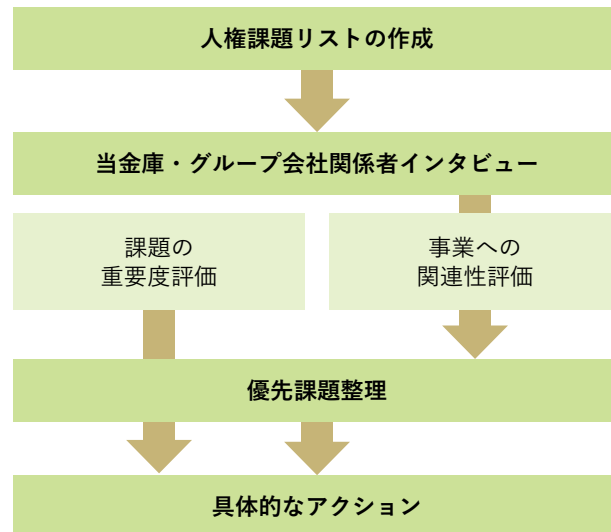 人権課題リストの作成
当金庫・グループ会社関係者インタビュー
課題の
重要度評価
事業への
関連性評価
優先課題整理
具体的なアクション